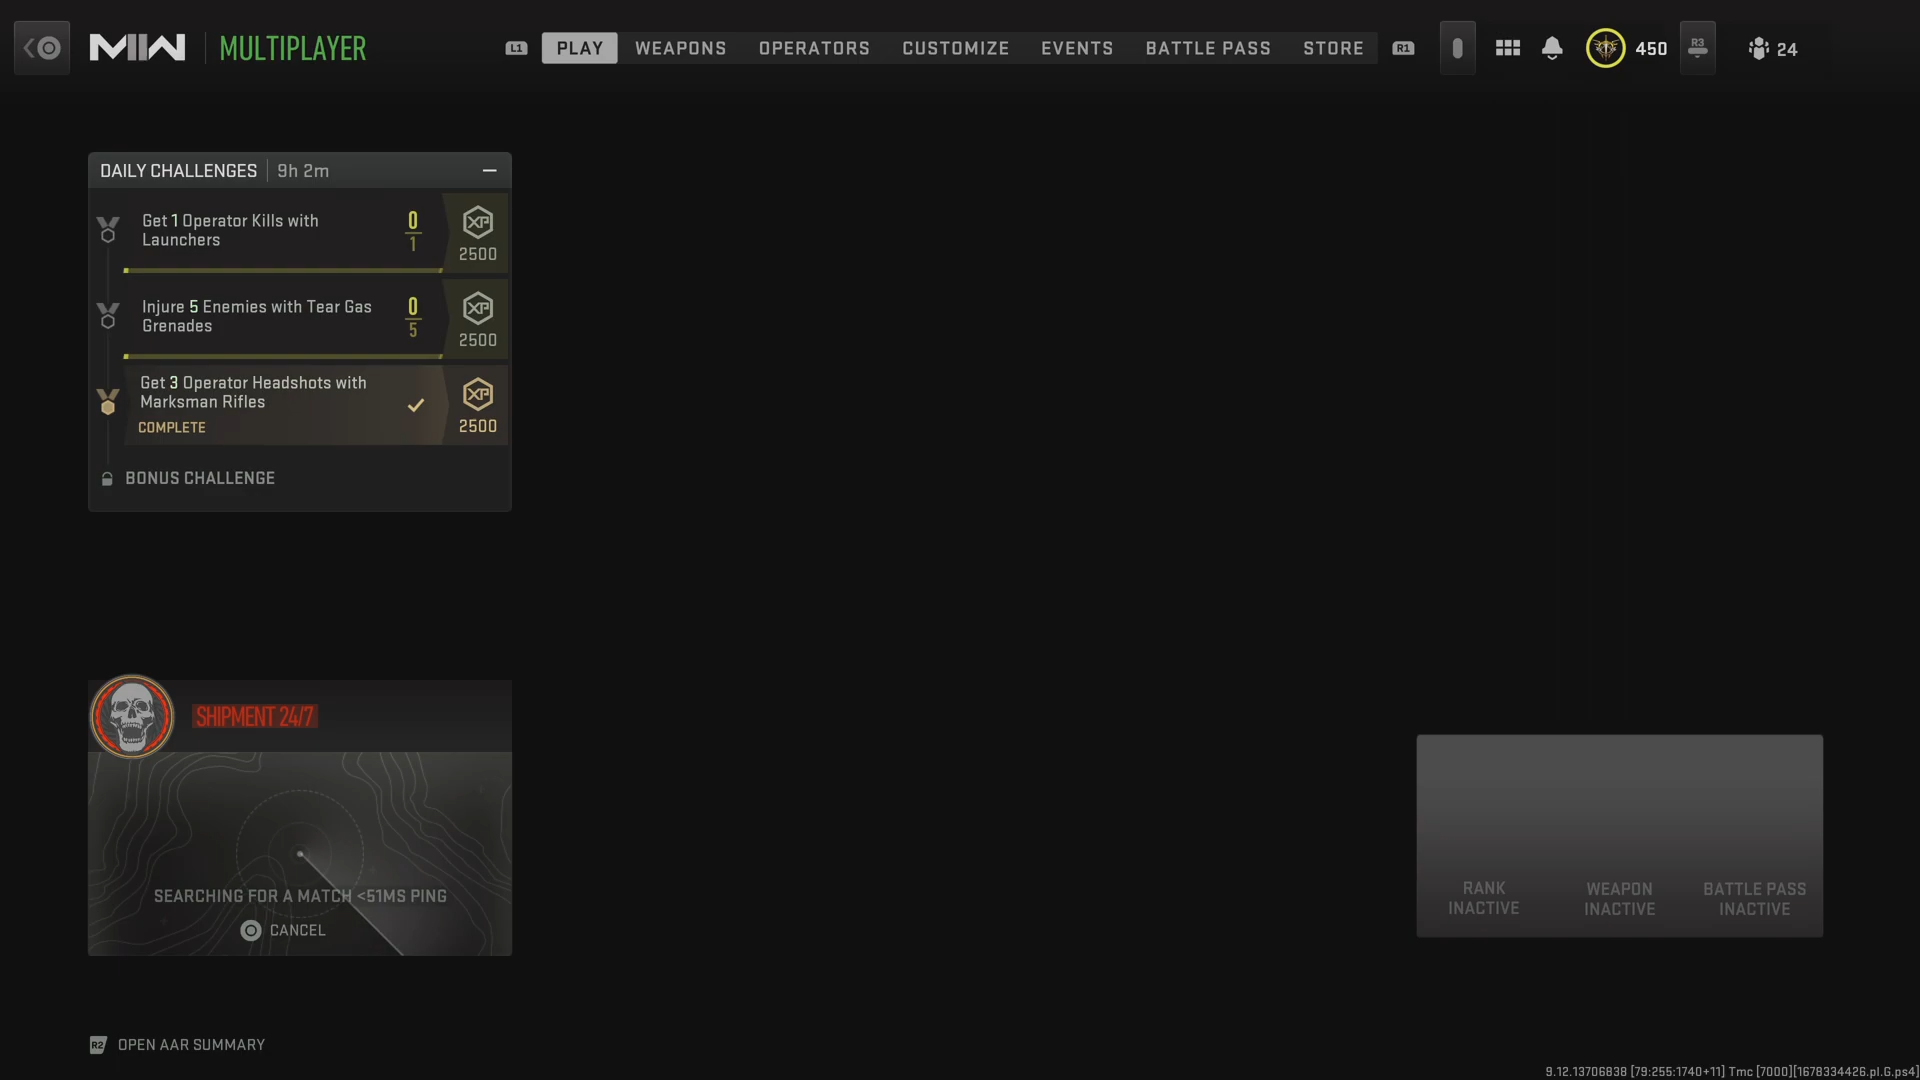 MW MULTIPLAYER
L1 PLAY WEAPONS OPERATORS CUSTOMIZE EVENTS BATTLE PASS STORE R1 450 R3 24
DAILY CHALLENGES 9h 2m
Get 1 Operator Kills with
Launchers
0
1
2500
XP
Injure 5 Enemies with Tear Gas
Grenades
0
5
XP
2500
Get 3 Operator Headshots with
Marksman Rifles
COMPLETE
XP
2500
BONUS CHALLENGE
SHIPMENT 24/7
SEARCHING FOR A MATCH <51MS PING
CANCEL
RANK
INACTIVE
WEAPON
INACTIVE
BATTLE PASS
INACTIVE
R2 OPEN AAR SUMMARY
9.12.13706838 [79:255:1740+11] Tmc [7000][1678334426.pl.G.ps4]